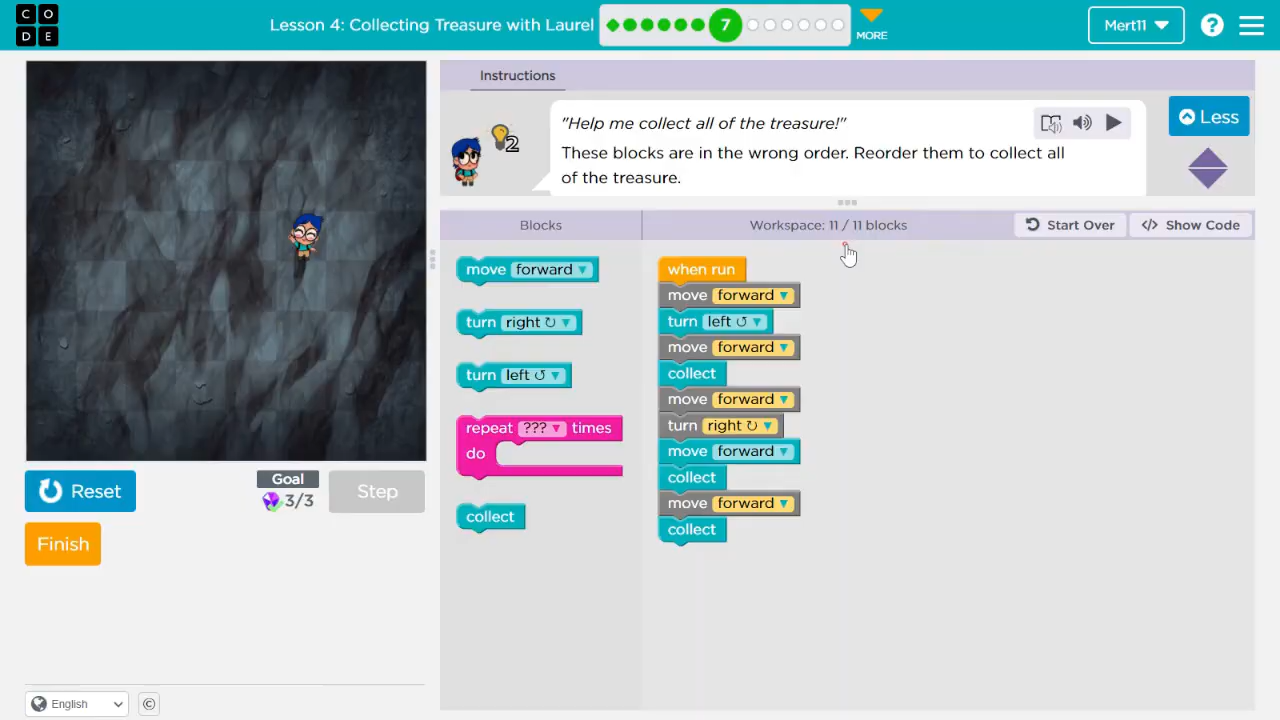 C O
D E
Lesson 4: Collecting Treasure with Laurel
7
MORE
Mert11
?
Instructions
2
"Help me collect all of the treasure!"
These blocks are in the wrong order. Reorder them to collect all
of the treasure.
Less
Blocks
Workspace: 11 / 11 blocks
Start Over
</> Show Code
move forward
turn right
turn left
repeat ??? times
do
collect
when run
move forward
turn left
move forward
collect
move forward
turn right
move forward
collect
move forward
collect
Reset
Goal
3/3
Step
Finish
English
©